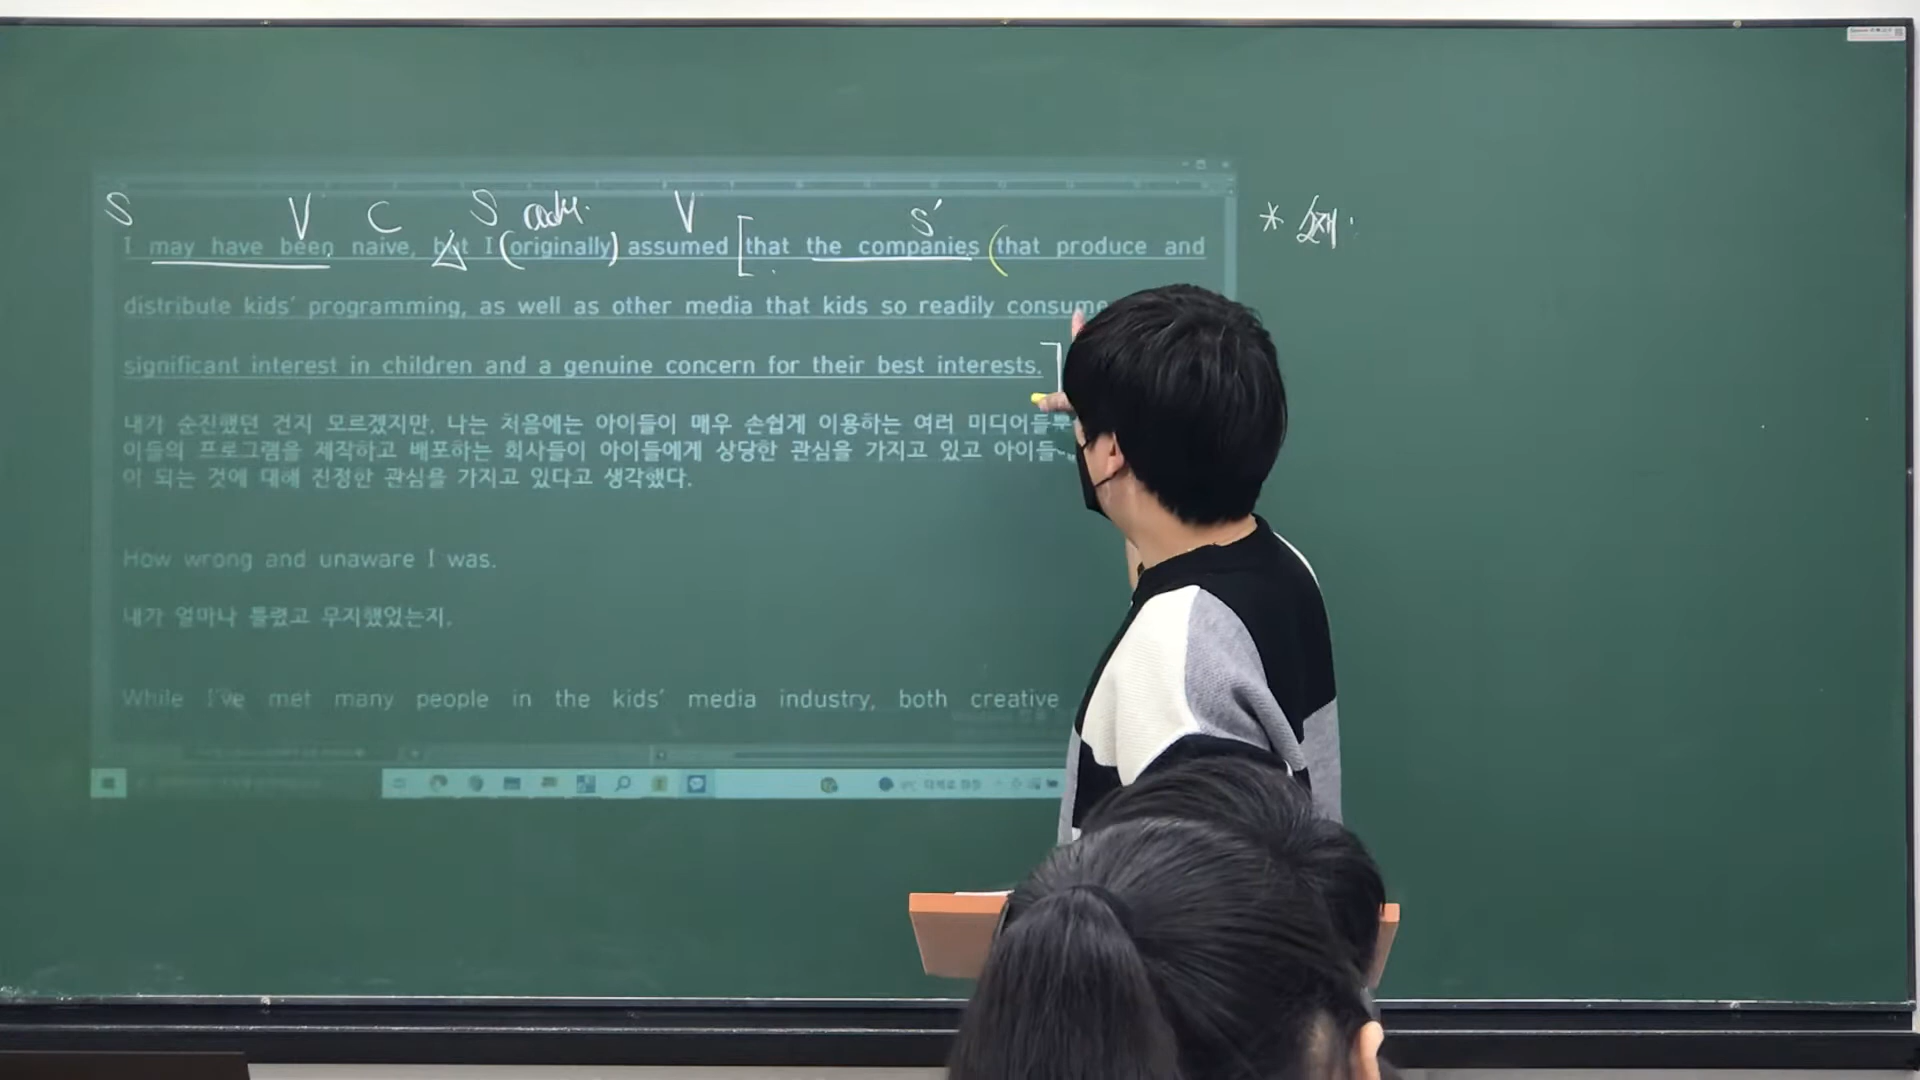 S V C S V S'
I may have been naive, but I (originally) assumed [that the companies (that produce and
distribute kids' programming, as well as other media that kids so readily consume
significant interest in children and a genuine concern for their best interests.]
내가 순진했던 건지 모르겠지만, 나는 처음에는 아이들이 매우 손쉽게 이용하는 여러 미디어들
이들의 프로그램을 제작하고 배포하는 회사들이 아이들에게 상당한 관심을 가지고 있고 아이들
이 되는 것에 대해 진정한 관심을 가지고 있다고 생각했다.
How wrong and unaware I was.
내가 얼마나 틀렸고 무지했었는지.
While I've met many people in the kids' media industry, both creative